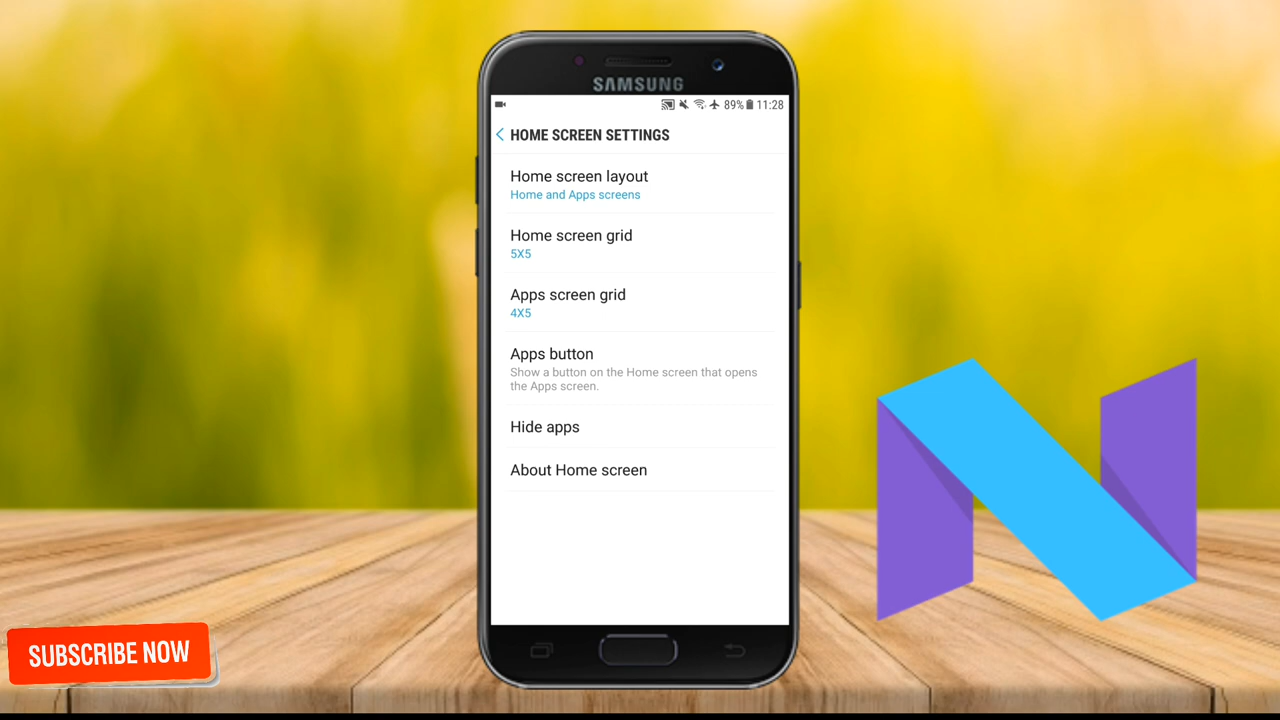 SAMSUNG
89% 11:28
HOME SCREEN SETTINGS
Home screen layout
Home and Apps screens
Home screen grid
5X5
Apps screen grid
4X5
Apps button
Show a button on the Home screen that opens
the Apps screen.
Hide apps
About Home screen
SUBSCRIBE NOW